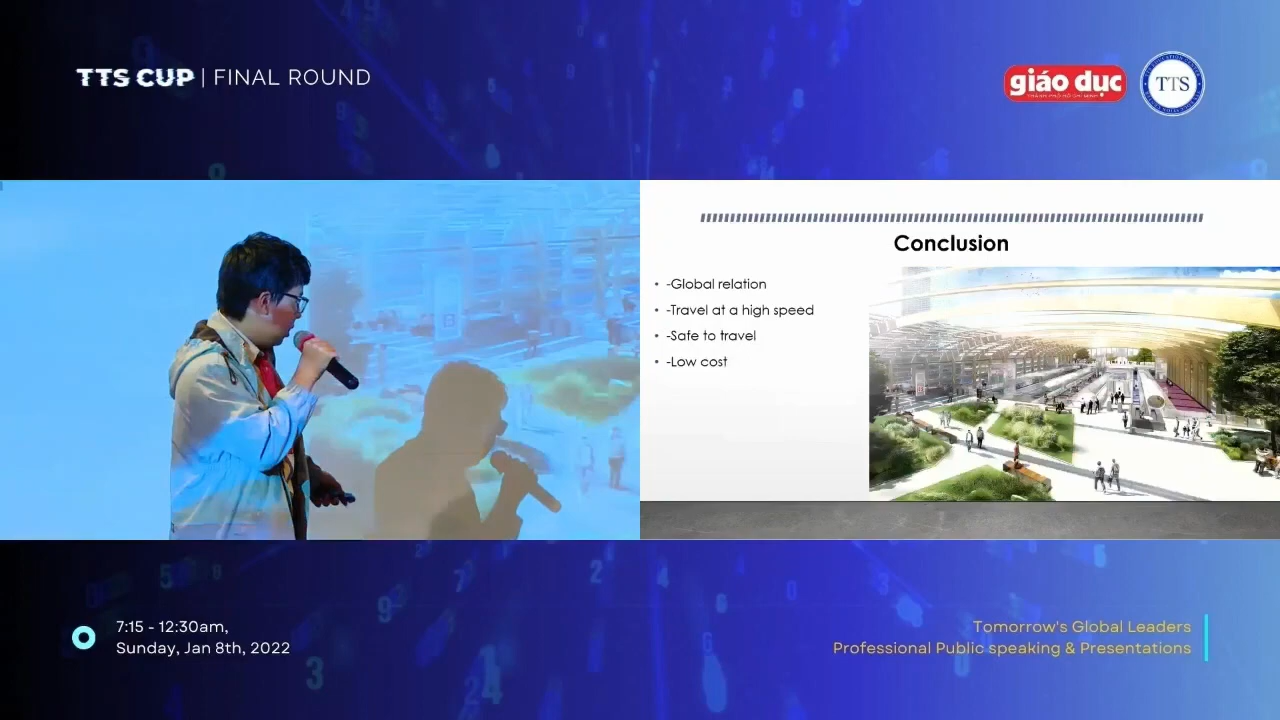 TTS CUP | FINAL ROUND
giáo dục
TTS
Conclusion
• -Global relation
• -Travel at a high speed
• -Safe to travel
• -Low cost
7:15 - 12:30am,
Sunday, Jan 8th, 2022
Tomorrow's Global Leaders
Professional Public speaking & Presentations